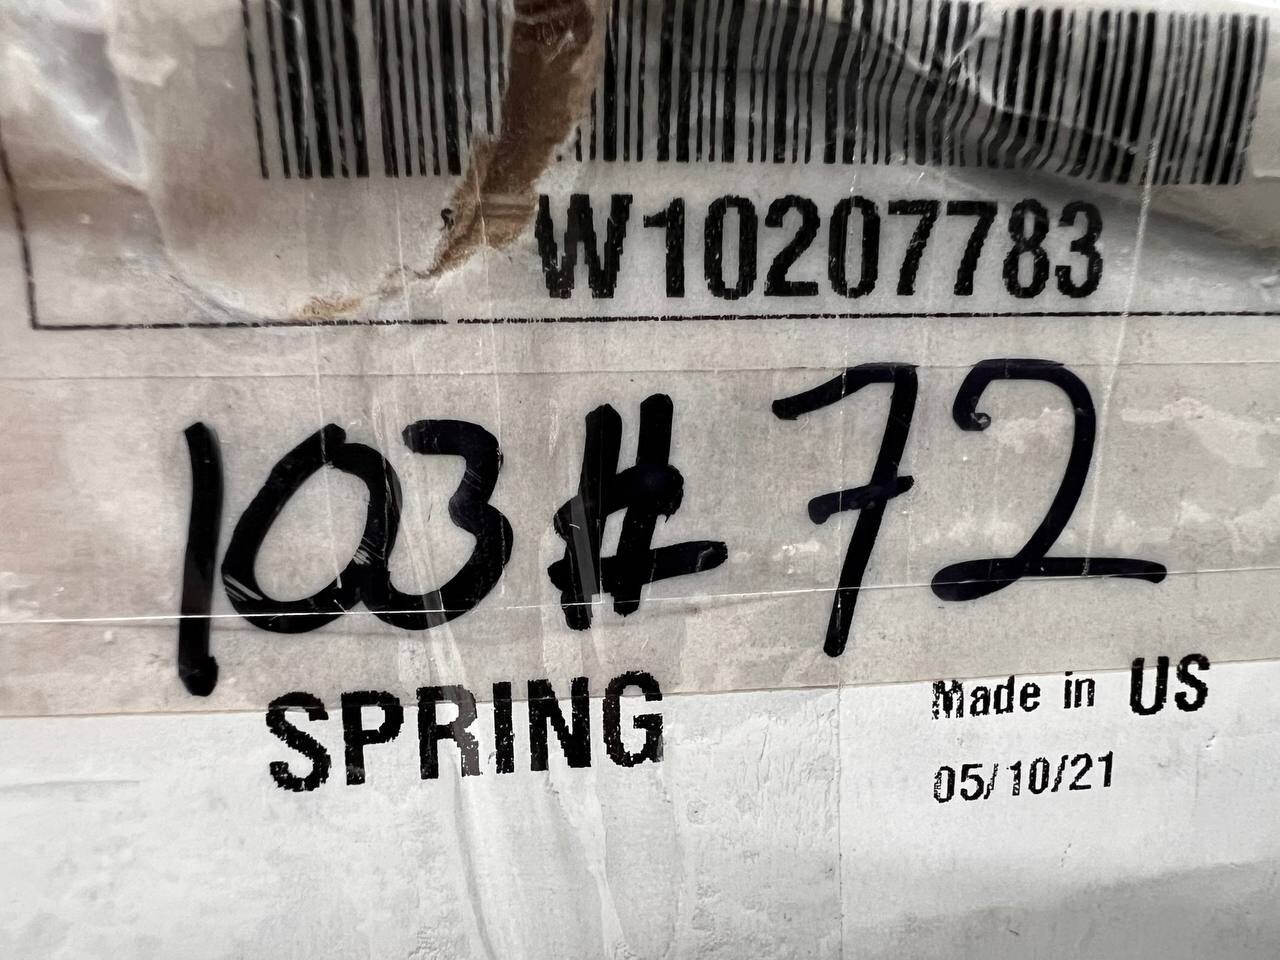 W10207783
103# 72
SPRING
Made in US
05/10/21